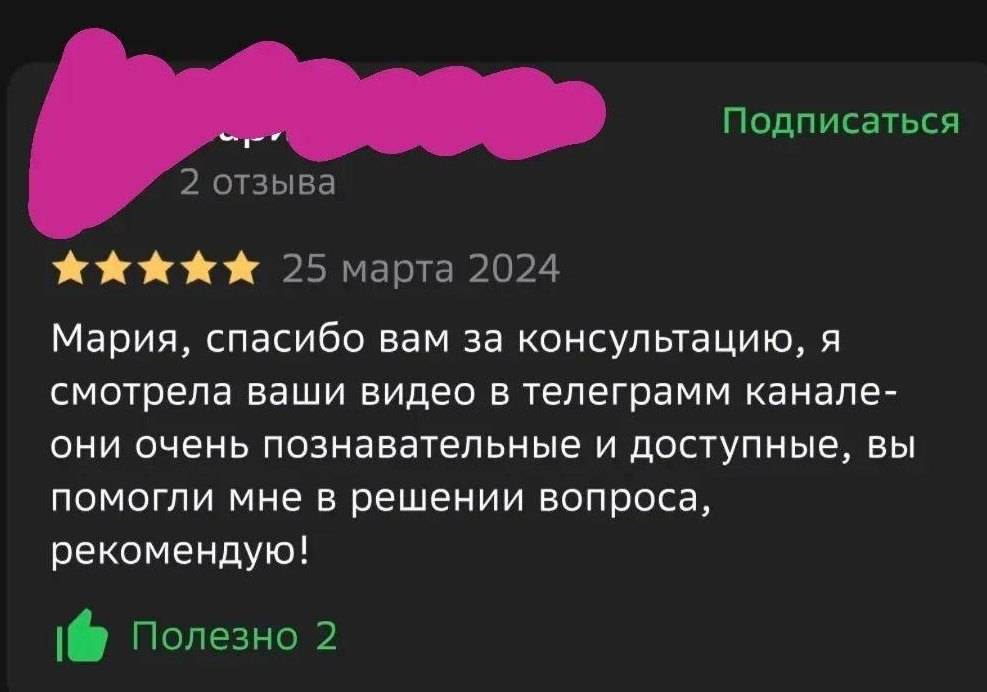 Подписаться
2 отзыва
25 марта 2024
Мария, спасибо вам за консультацию, я
смотрела ваши видео в телеграмм канале-
они очень познавательные и доступные, вы
помогли мне в решении вопроса,
рекомендую!
Полезно 2